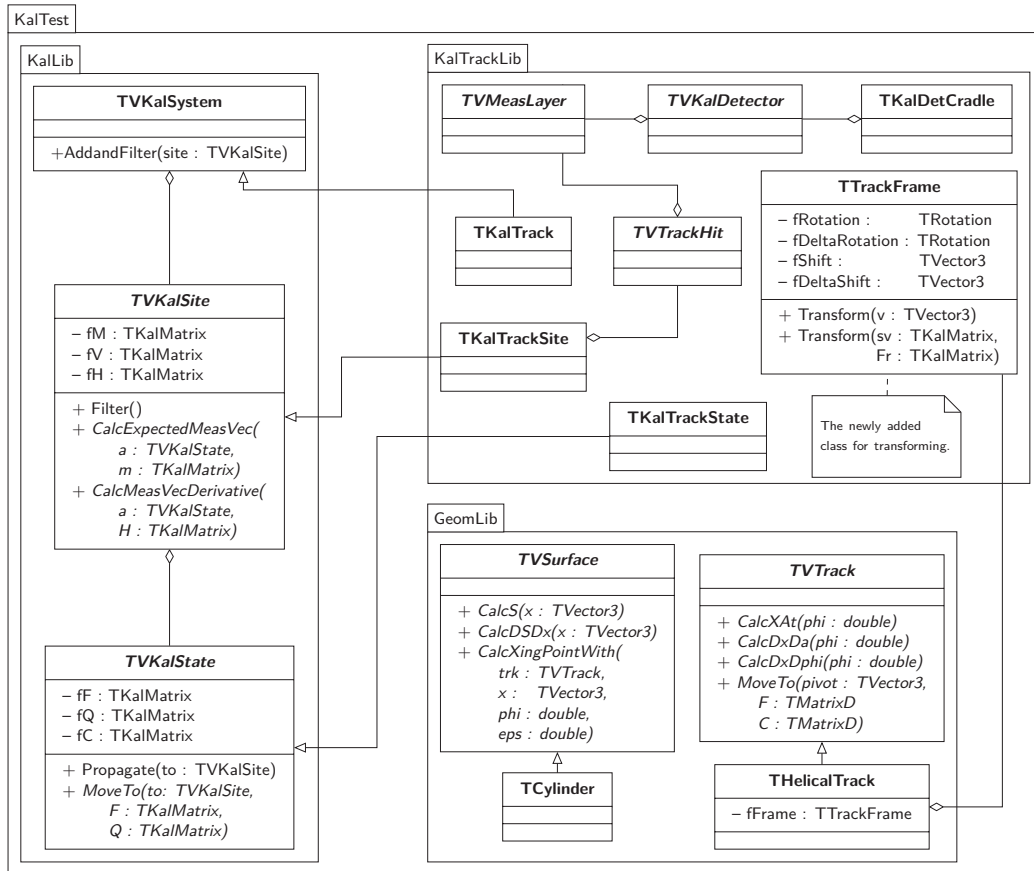 KalTest
KalLib
TVKalSystem
+AddandFilter(site : TVKalSite)
TVKalSite
– fM : TKalMatrix
– fV : TKalMatrix
– fH : TKalMatrix
+ Filter()
+ CalcExpectedMeasVec(
a : TVKalState,
m : TKalMatrix)
+ CalcMeasVecDerivative(
a : TVKalState,
H : TKalMatrix)
TVKalState
– fF : TKalMatrix
– fQ : TKalMatrix
– fC : TKalMatrix
+ Propagate(to : TVKalSite)
+ MoveTo(to: TVKalSite,
F : TKalMatrix,
Q : TKalMatrix)
KalTrackLib
TVMeasLayer
TVKalDetector
TKalDetCradle
TKalTrack
TVTrackHit
TTrackFrame
– fRotation : TRotation
– fDeltaRotation : TRotation
– fShift : TVector3
– fDeltaShift : TVector3
+ Transform(v : TVector3)
+ Transform(sv : TKalMatrix,
Fr : TKalMatrix)
TKalTrackSite
TKalTrackState
The newly added
class for transforming.
GeomLib
TVSurface
+ CalcS(x : TVector3)
+ CalcDSDx(x : TVector3)
+ CalcXingPointWith(
trk : TVTrack,
x : TVector3,
phi : double,
eps : double)
TCylinder
TVTrack
+ CalcXAt(phi : double)
+ CalcDxDa(phi : double)
+ CalcDxDphi(phi : double)
+ MoveTo(pivot : TVector3,
F : TMatrixD
C : TMatrixD)
THelicalTrack
– fFrame : TTrackFrame